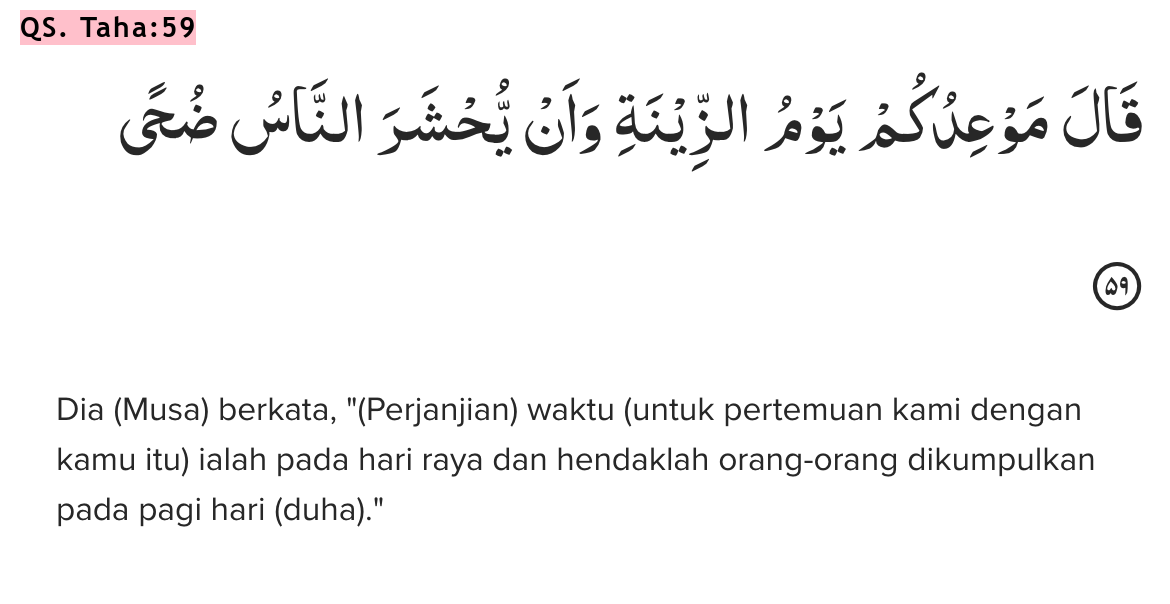 QS. Taha:59
قَالَ مَوْعِدُكُمْ يَوْمُ الزِّيْنَةِ وَاَنْ يُّحْشَرَ النَّاسُ ضُحًى
۵۹
Dia (Musa) berkata, "(Perjanjian) waktu (untuk pertemuan kami dengan
kamu itu) ialah pada hari raya dan hendaklah orang-orang dikumpulkan
pada pagi hari (duha)."